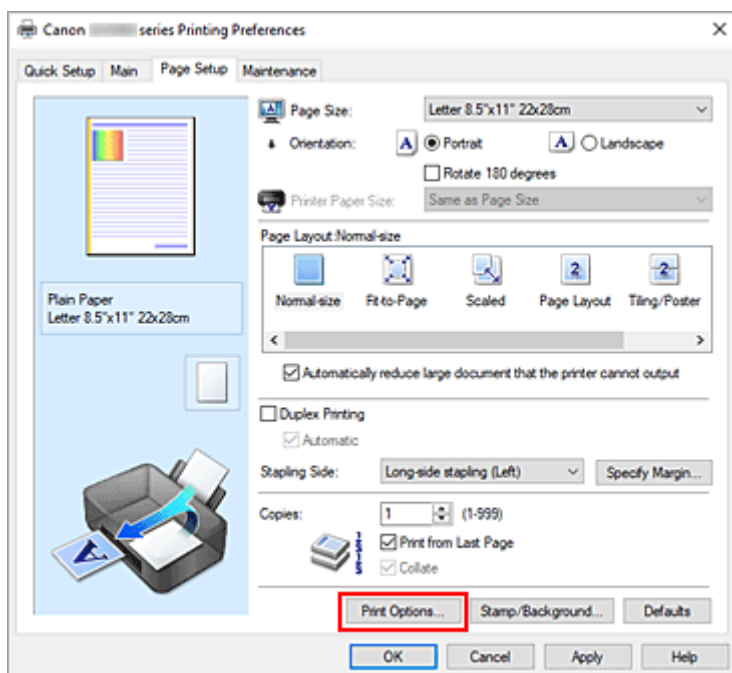 Canon series Printing Preferences
Quick Setup Main Page Setup Maintenance
Page Size: Letter 8.5"x11" 22x28cm
Orientation: A Portrait A Landscape
Rotate 180 degrees
Printer Paper Size: Same as Page Size
Page Layout:Normal-size
Normal-size Fit-to-Page Scaled Page Layout Tiling/Poster
Plain Paper
Letter 8.5"x11" 22x28cm
Automatically reduce large document that the printer cannot output
Duplex Printing
Automatic
Stapling Side: Long-side stapling (Left) Specify Margin...
Copies: 1 (1-999)
Print from Last Page
Collate
Print Options... Stamp/Background... Defaults
OK Cancel Apply Help